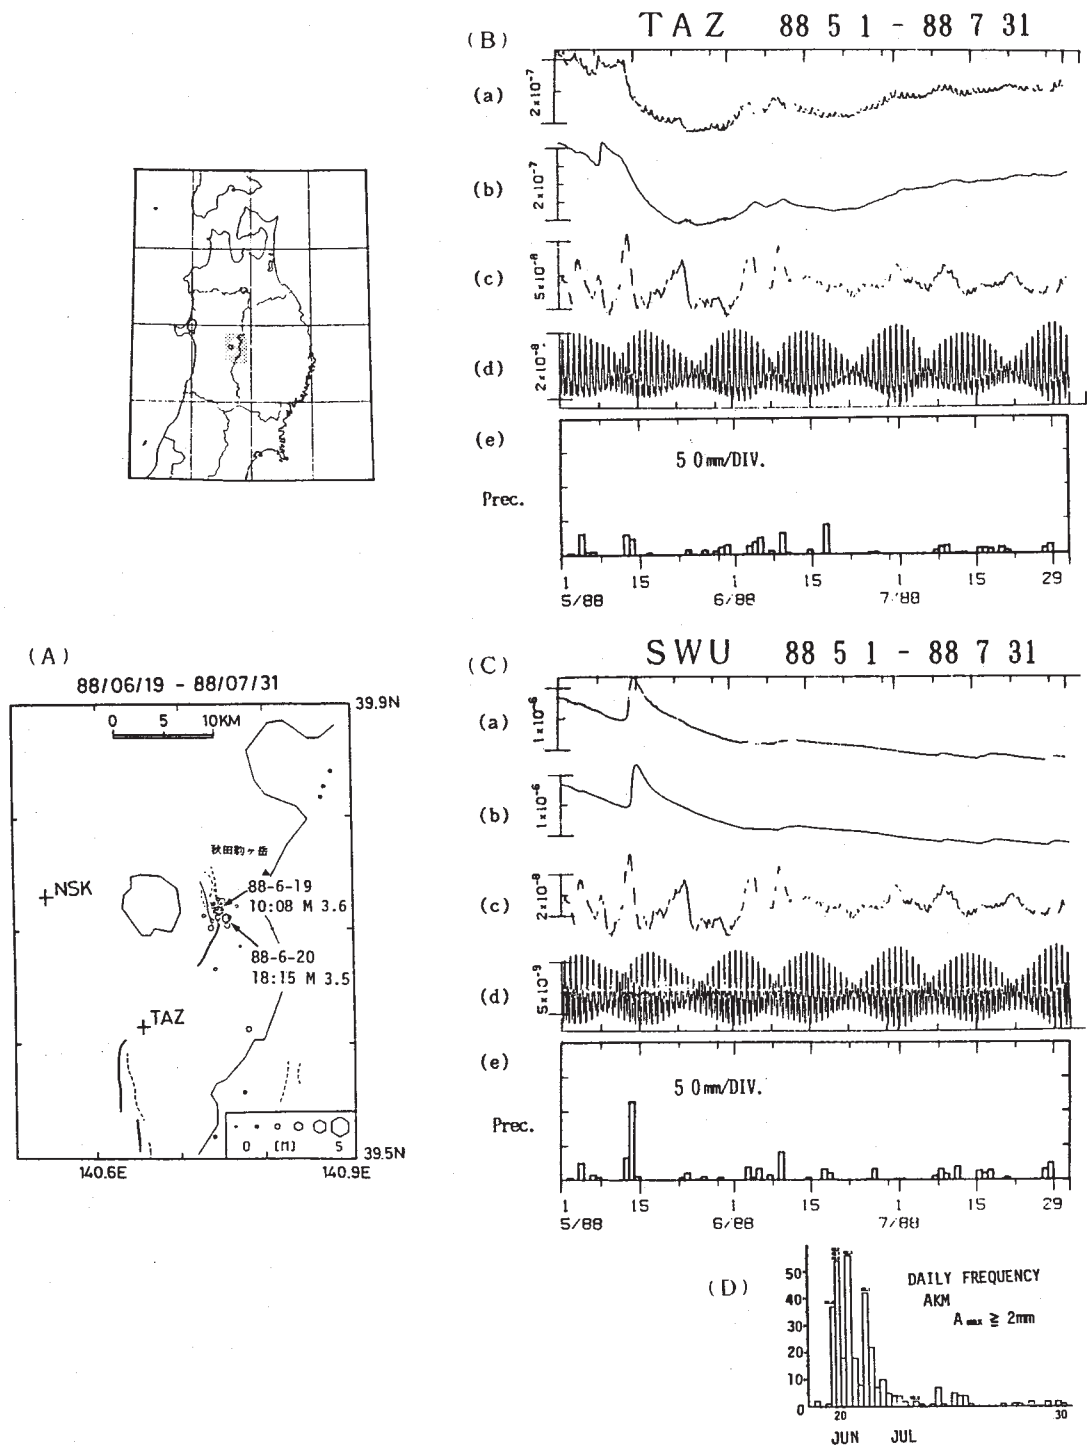 (B)
TAZ 88 5 1 - 88 7 31
(a)
2×10⁻⁷
(b)
2×10⁻⁷
(c)
5×10⁻⁸
(d)
2×10⁻⁸
(e)
50mm/DIV.
Prec.
1 15 1 15 1 15 29
5/88 6/88 7/88
(A)
88/06/19 - 88/07/31
39.9N
0 5 10KM
秋田駒ヶ岳
NSK
88-6-19
10:08 M 3.6
88-6-20
18:15 M 3.5
TAZ
0 [M] 5
39.5N
140.6E 140.9E
(C)
SWU 88 5 1 - 88 7 31
(a)
1×10⁻⁶
(b)
1×10⁻⁶
(c)
2×10⁻⁸
(d)
5×10⁻⁹
(e)
50mm/DIV.
Prec.
1 15 1 15 1 15 29
5/88 6/88 7/88
(D)
DAILY FREQUENCY
AKM
Amax ≧ 2mm
50
40
30
20
10
0
20 30
JUN JUL